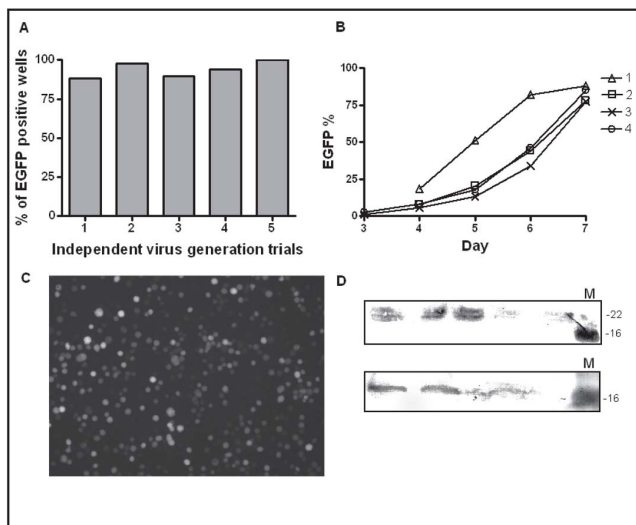 A
% of EGFP positive wells
100
75
50
25
0
1 2 3 4 5
Independent virus generation trials
B
EGFP %
100
75
50
25
0
3 4 5 6 7
Day
1
2
3
4
C
D
M
-22
-16
M
-16